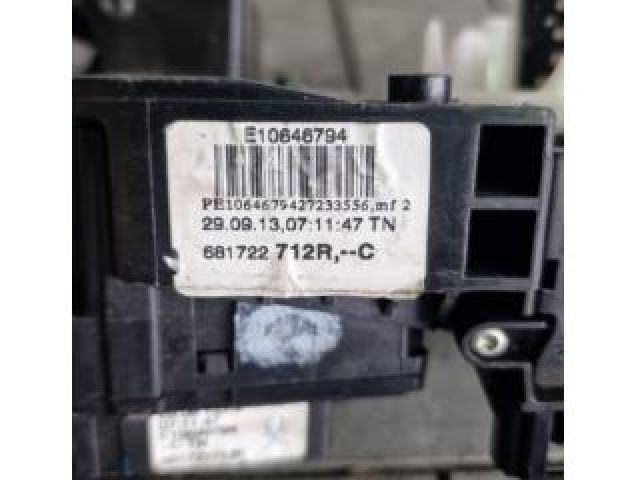 E10646794
PE1064679427233556,mf 2
29.09.13,07:11:47 TN
681722 712R,--C